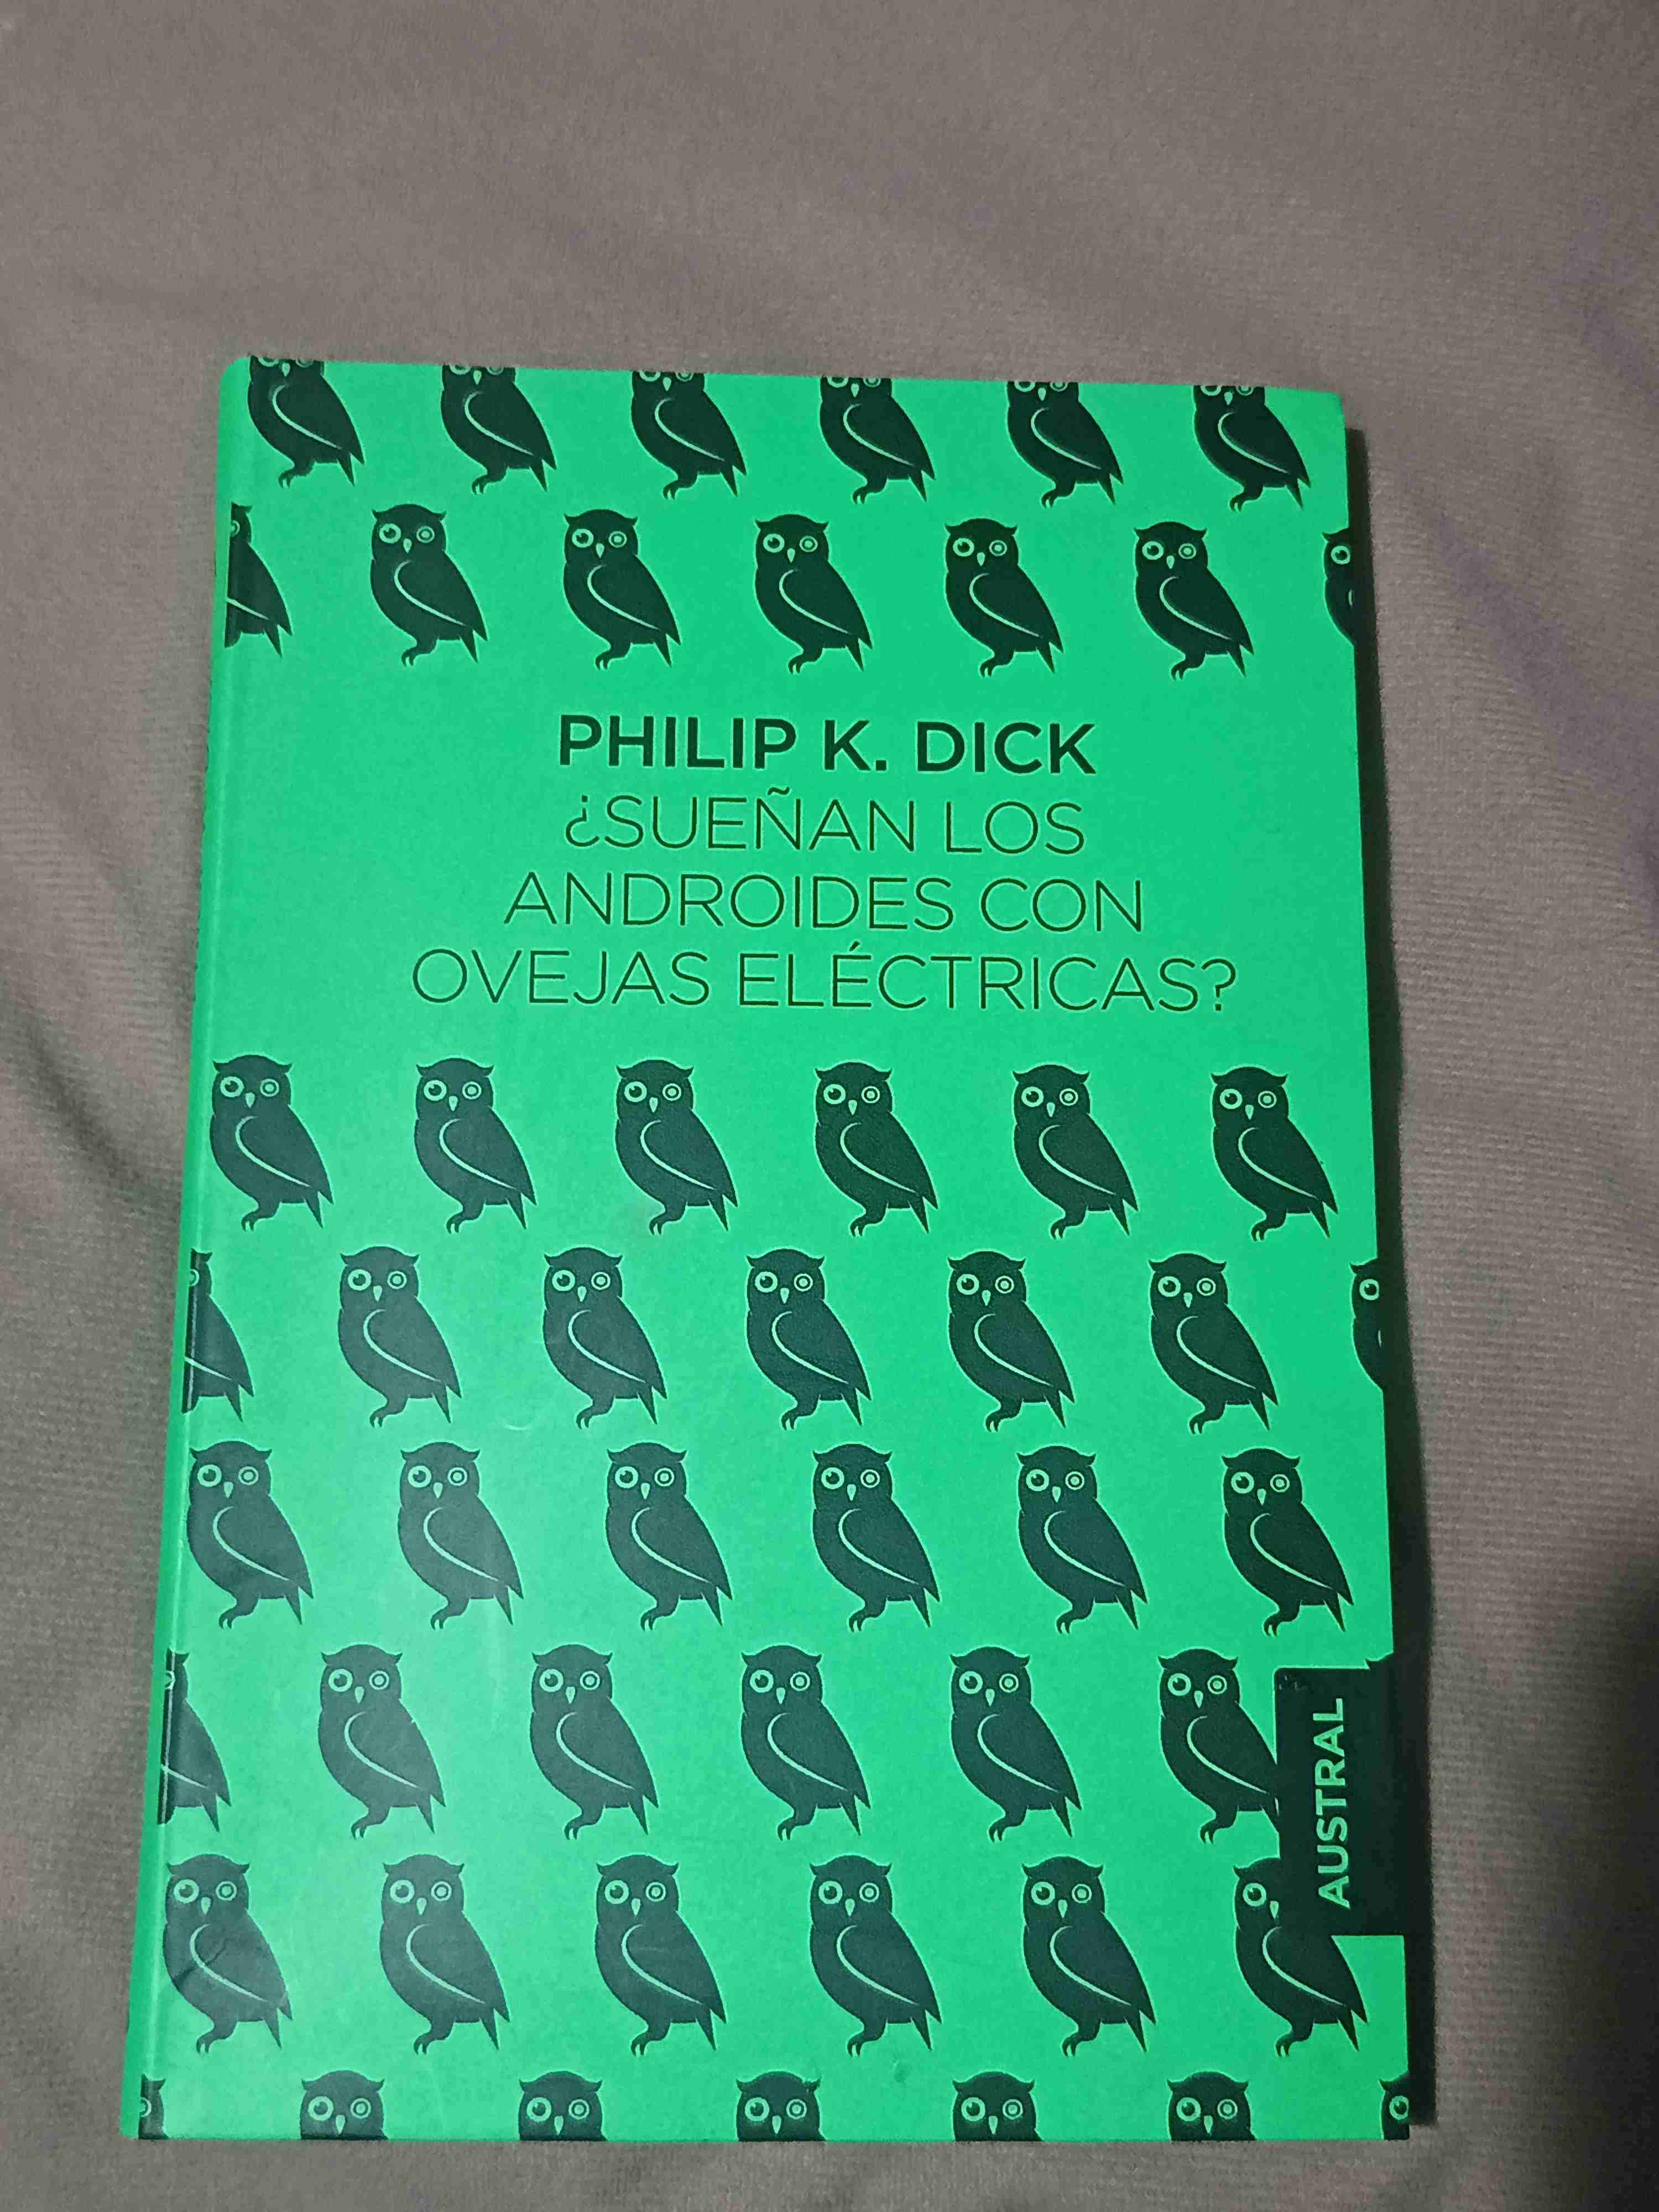 PHILIP K. DICK
¿SUEÑAN LOS
ANDROIDES CON
OVEJAS ELÉCTRICAS?
AUSTRAL